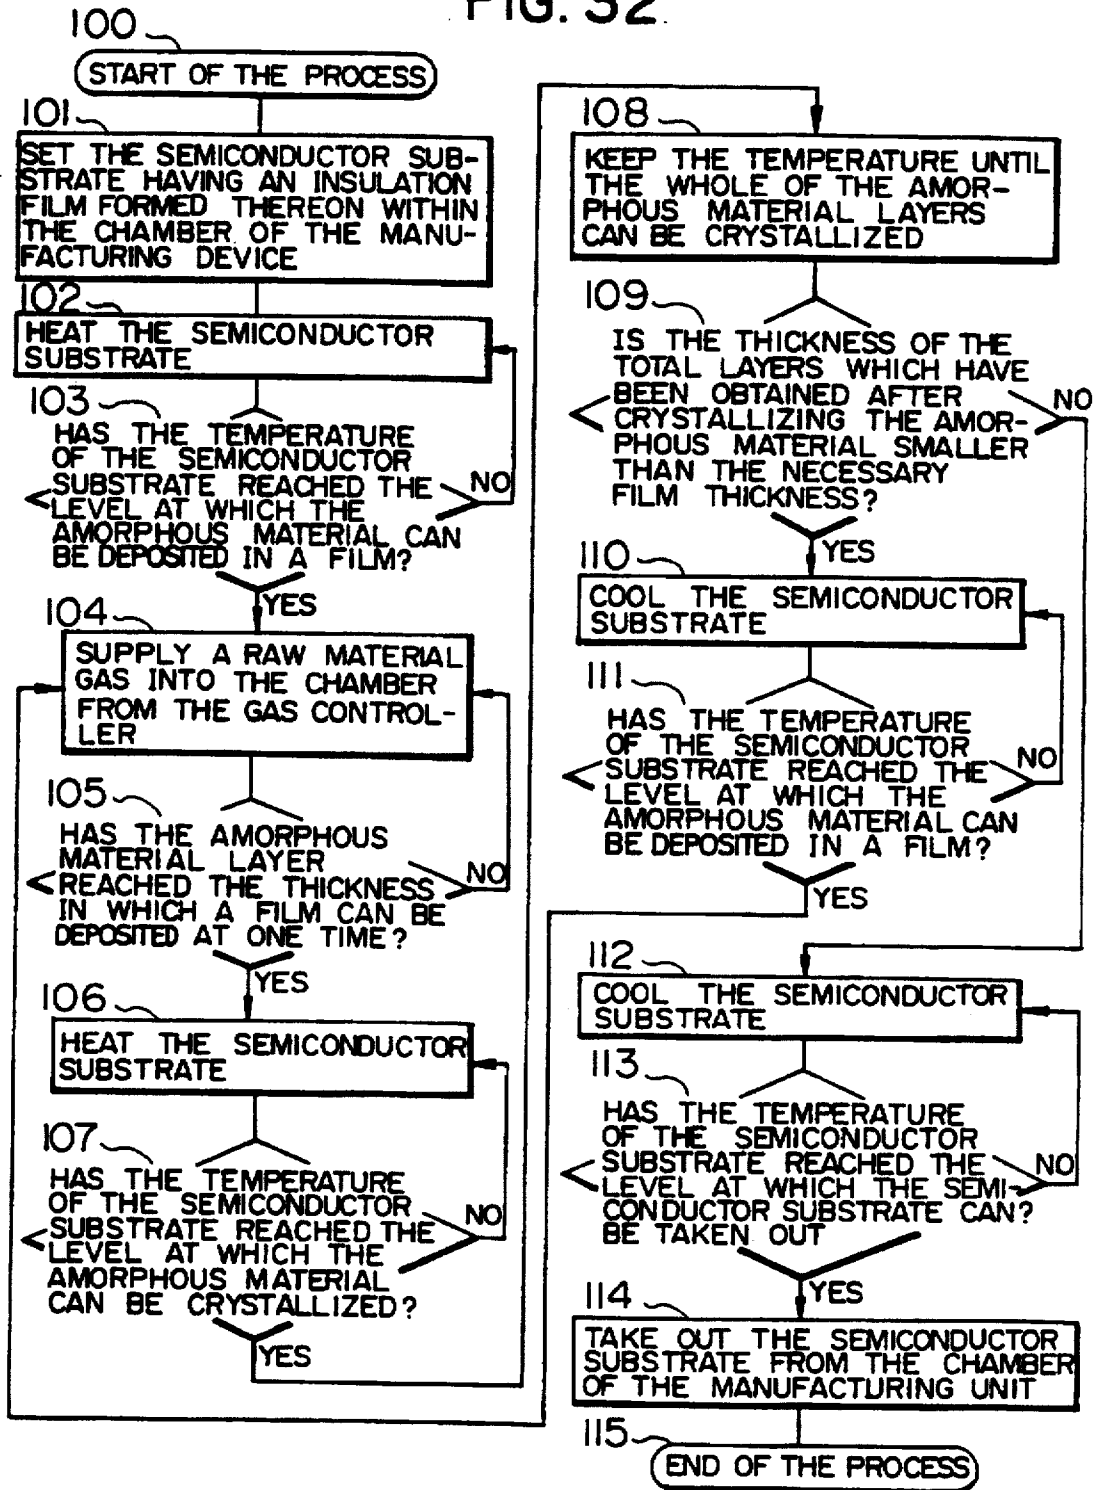 FIG. 32
100
START OF THE PROCESS
101
SET THE SEMICONDUCTOR SUB-
STRATE HAVING AN INSULATION
FILM FORMED THEREON WITHIN
THE CHAMBER OF THE MANU-
FACTURING DEVICE
102
HEAT THE SEMICONDUCTOR
SUBSTRATE
103
HAS THE TEMPERATURE
OF THE SEMICONDUCTOR
SUBSTRATE REACHED THE
LEVEL AT WHICH THE
AMORPHOUS MATERIAL CAN
BE DEPOSITED IN A FILM?
NO
YES
104
SUPPLY A RAW MATERIAL
GAS INTO THE CHAMBER
FROM THE GAS CONTROL-
LER
105
HAS THE AMORPHOUS
MATERIAL LAYER
REACHED THE THICKNESS
IN WHICH A FILM CAN BE
DEPOSITED AT ONE TIME?
NO
YES
106
HEAT THE SEMICONDUCTOR
SUBSTRATE
107
HAS THE TEMPERATURE
OF THE SEMICONDUCTOR
SUBSTRATE REACHED THE
LEVEL AT WHICH THE
AMORPHOUS MATERIAL
CAN BE CRYSTALLIZED?
NO
YES
108
KEEP THE TEMPERATURE UNTIL
THE WHOLE OF THE AMOR-
PHOUS MATERIAL LAYERS
CAN BE CRYSTALLIZED
109
IS THE THICKNESS OF THE
TOTAL LAYERS WHICH HAVE
BEEN OBTAINED AFTER
CRYSTALLIZING THE AMOR-
PHOUS MATERIAL SMALLER
THAN THE NECESSARY
FILM THICKNESS?
NO
YES
110
COOL THE SEMICONDUCTOR
SUBSTRATE
111
HAS THE TEMPERATURE
OF THE SEMICONDUCTOR
SUBSTRATE REACHED THE
LEVEL AT WHICH THE
AMORPHOUS MATERIAL CAN
BE DEPOSITED IN A FILM?
NO
YES
112
COOL THE SEMICONDUCTOR
SUBSTRATE
113
HAS THE TEMPERATURE
OF THE SEMICONDUCTOR
SUBSTRATE REACHED THE
LEVEL AT WHICH THE SEMI-
CONDUCTOR SUBSTRATE CAN?
BE TAKEN OUT
NO
YES
114
TAKE OUT THE SEMICONDUCTOR
SUBSTRATE FROM THE CHAMBER
OF THE MANUFACTURING UNIT
115
END OF THE PROCESS